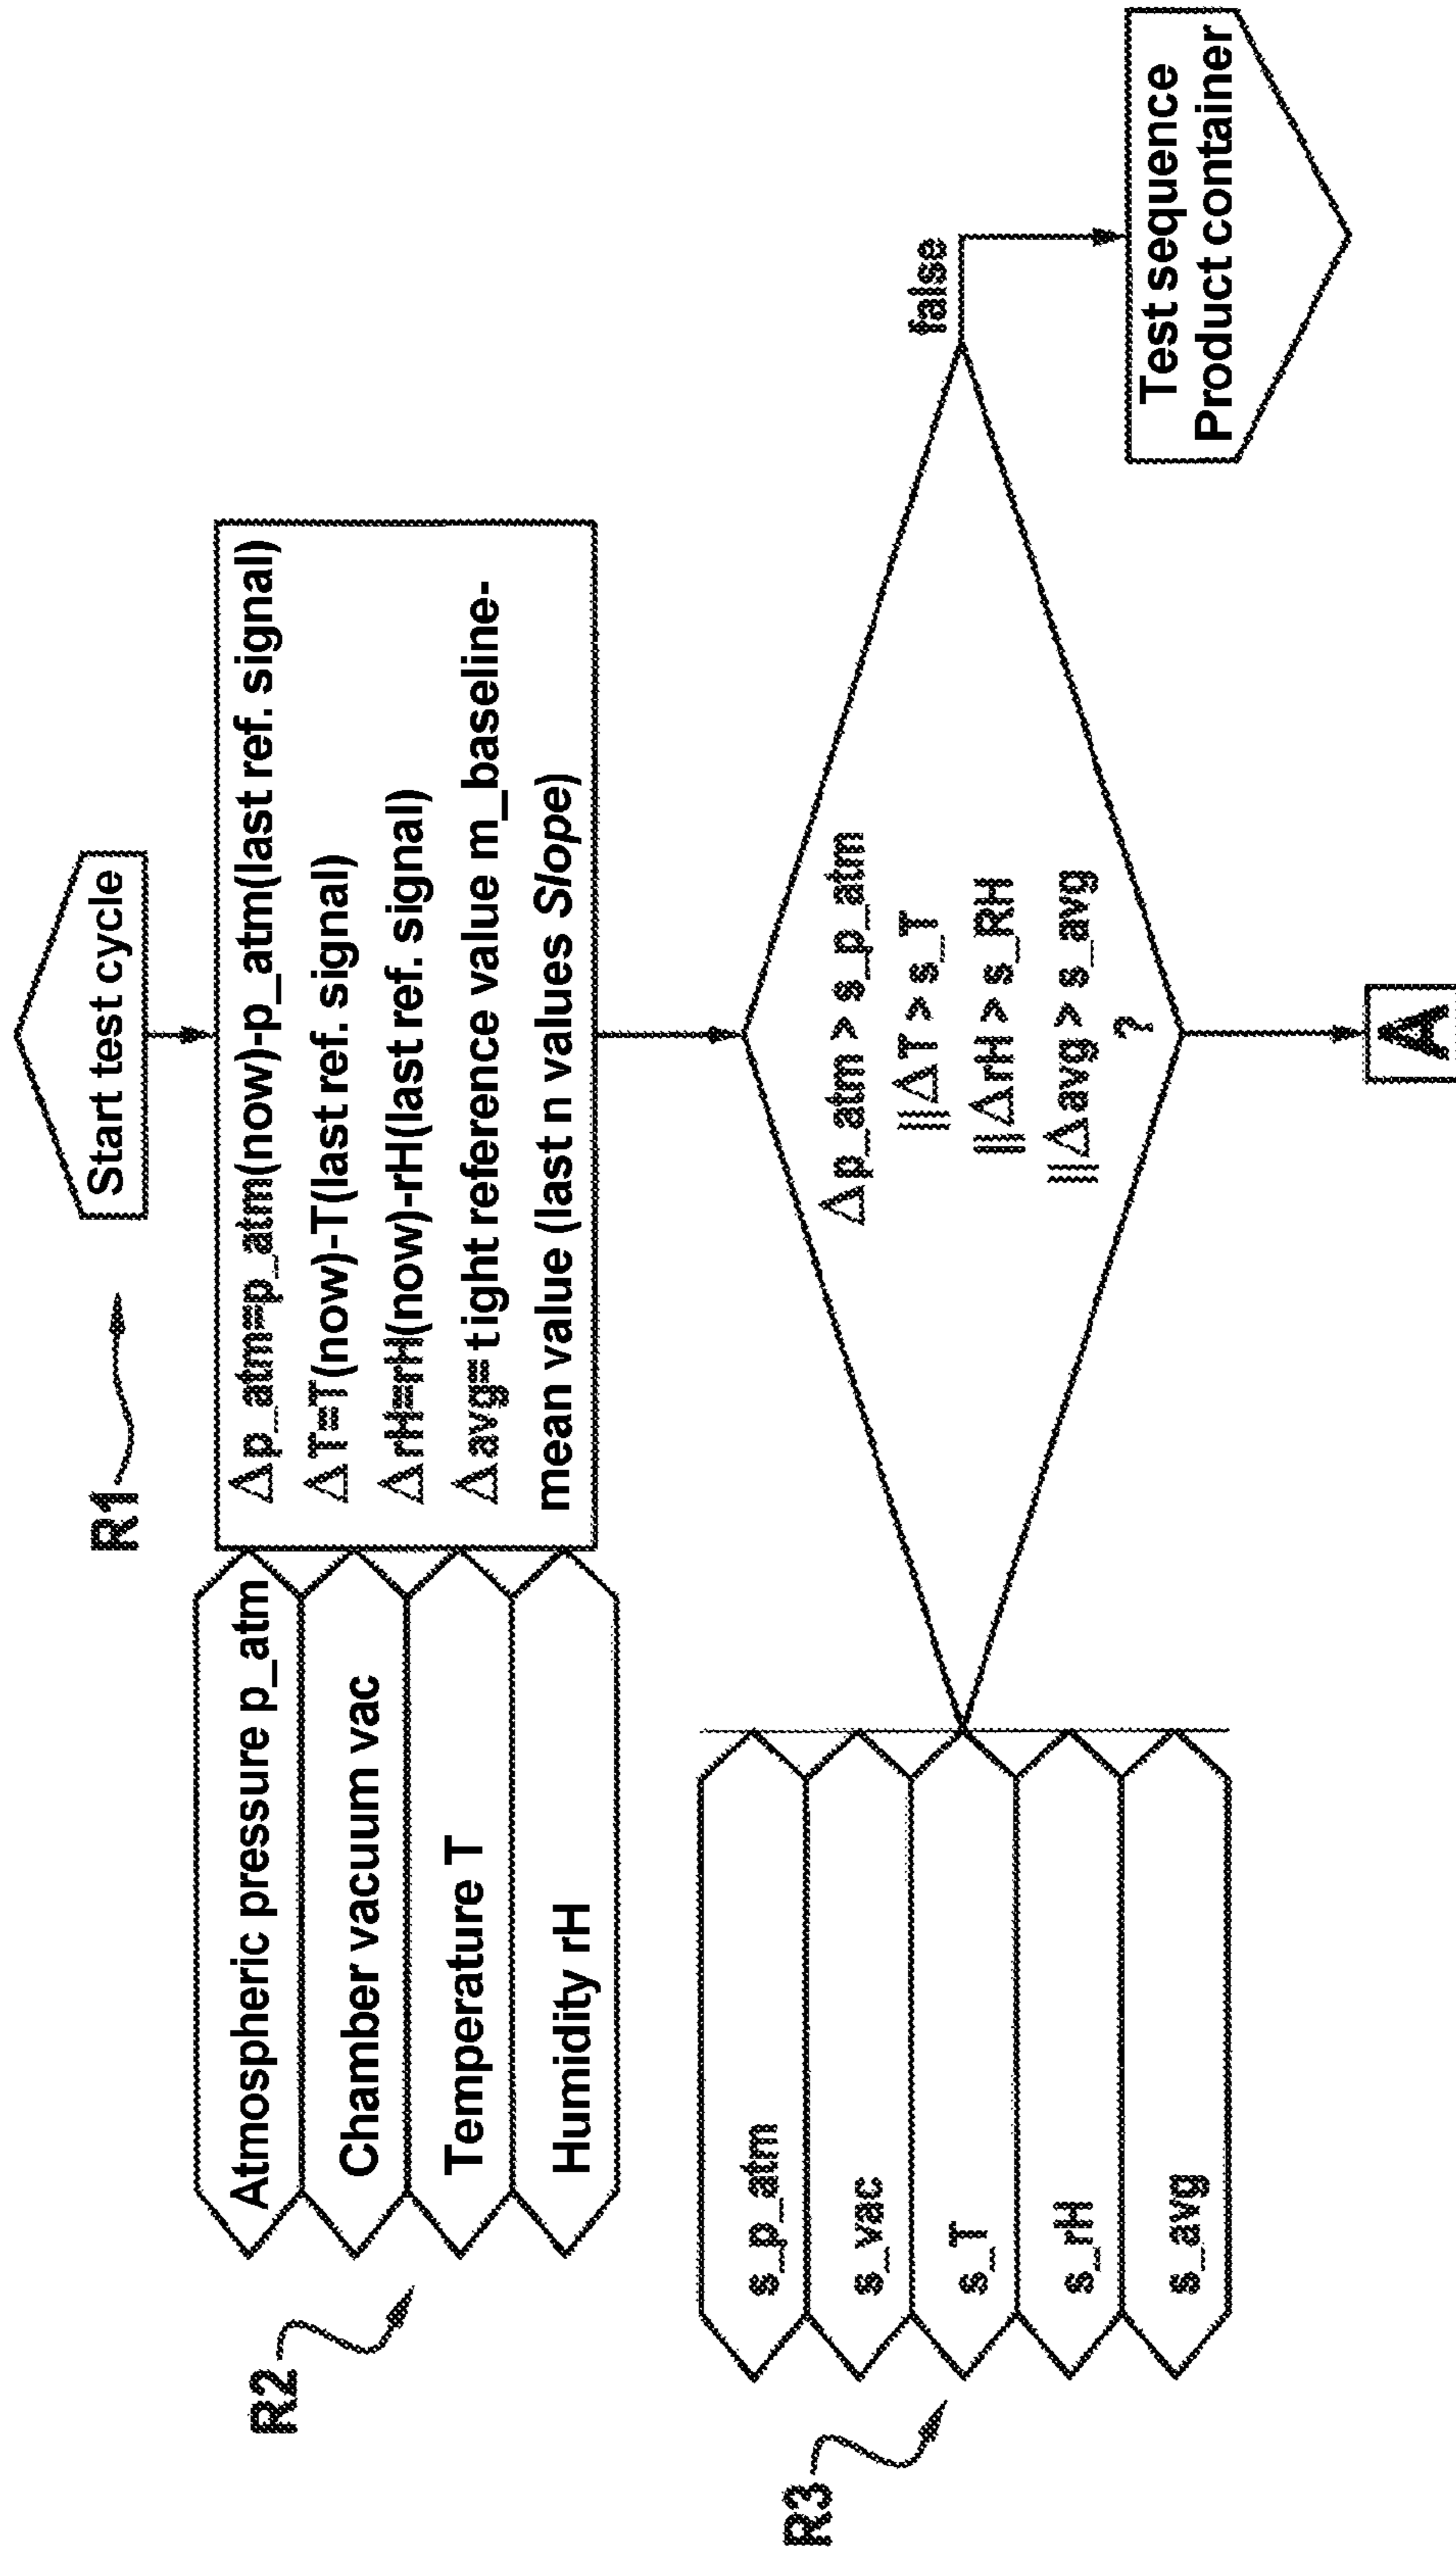 Start test cycle
R1
R2
Atmospheric pressure p_atm
Chamber vacuum vac
Temperature T
Humidity rH
Δp_atm=p_atm(now)-p_atm(last ref. signal)
ΔT=T(now)-T(last ref. signal)
ΔrH=rH(now)-rH(last ref. signal)
Δavg=tight reference value m_baseline-
mean value (last n values Slope)
R3
s_p_atm
s_vac
s_T
s_rH
s_avg
Δp_atm > s_p_atm
||ΔT > s_T
||ΔrH > s_RH
||Δavg > s_avg
?
false
Test sequence
Product container
A